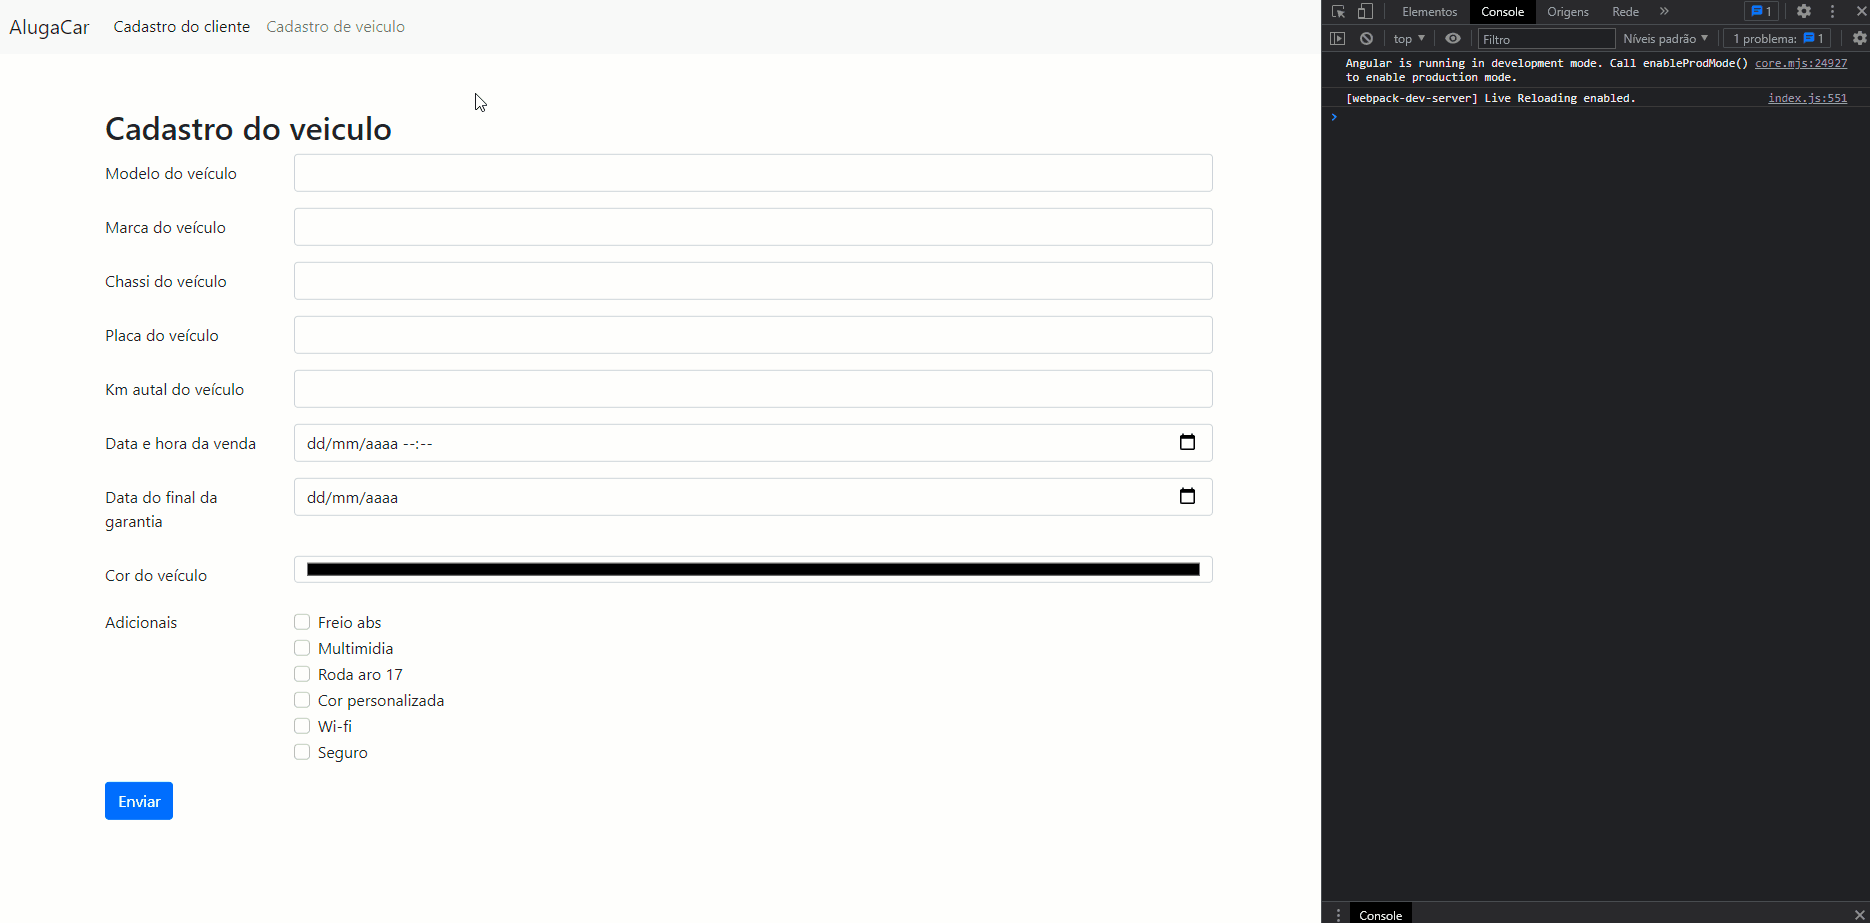 AlugaCar Cadastro do cliente Cadastro de veiculo
Cadastro do veiculo
Modelo do veículo
Marca do veículo
Chassi do veículo
Placa do veículo
Km autal do veículo
Data e hora da venda dd/mm/aaaa --:--
Data do final da dd/mm/aaaa
garantia
Cor do veículo
Adicionais Freio abs
Multimidia
Roda aro 17
Cor personalizada
Wi-fi
Seguro
Enviar
Elementos Console Origens Rede » 1
top Filtro Níveis padrão 1 problema: 1
Angular is running in development mode. Call enableProdMode() core.mjs:24927
to enable production mode.
[webpack-dev-server] Live Reloading enabled. index.js:551
>
Console